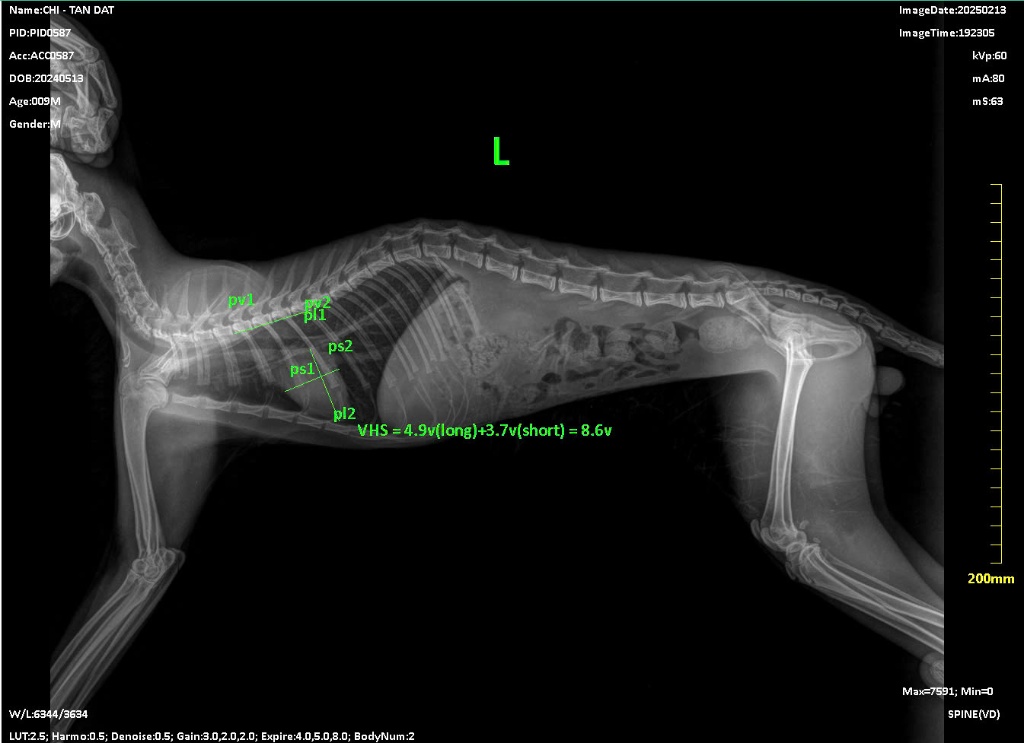 Name:CHI - TAN DAT
PID:PID0587
Acc:ACC0587
DOB:20240513
Age:009M
Gender:M
ImageDate:20250213
ImageTime:192305
kVp:60
mA:80
mS:63
L
pv1
pv2
pl1
ps2
ps1
pl2
VHS = 4.9v(long)+3.7v(short) = 8.6v
200mm
Max=7591; Min=0
W/L:6344/3634
SPINE(VD)
LUT:2.5; Harmo:0.5; Denoise:0.5; Gain:3.0,2.0,2.0; Expire:4.0,5.0,8.0; BodyNum:2